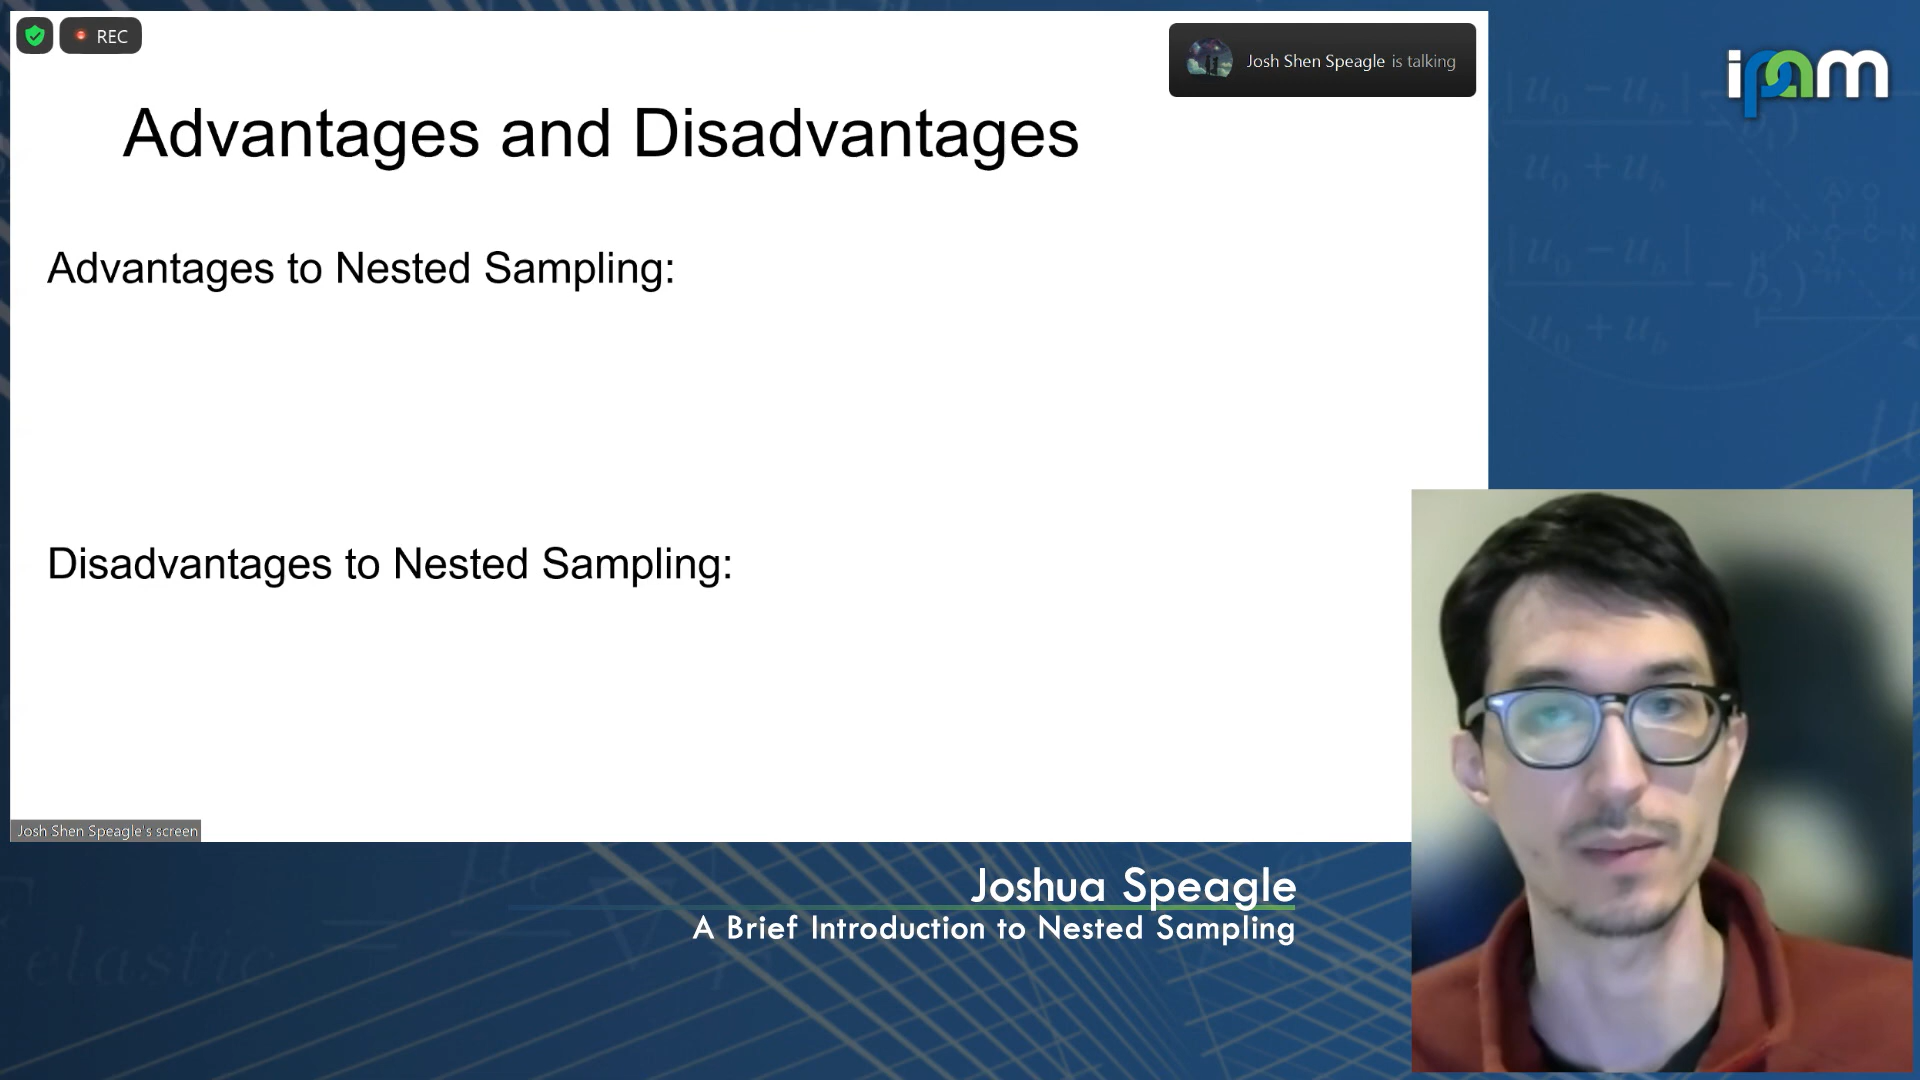 REC
Josh Shen Speagle is talking
ipam
Advantages and Disadvantages
Advantages to Nested Sampling:
Disadvantages to Nested Sampling:
Josh Shen Speagle's screen
Joshua Speagle
A Brief Introduction to Nested Sampling
elastic